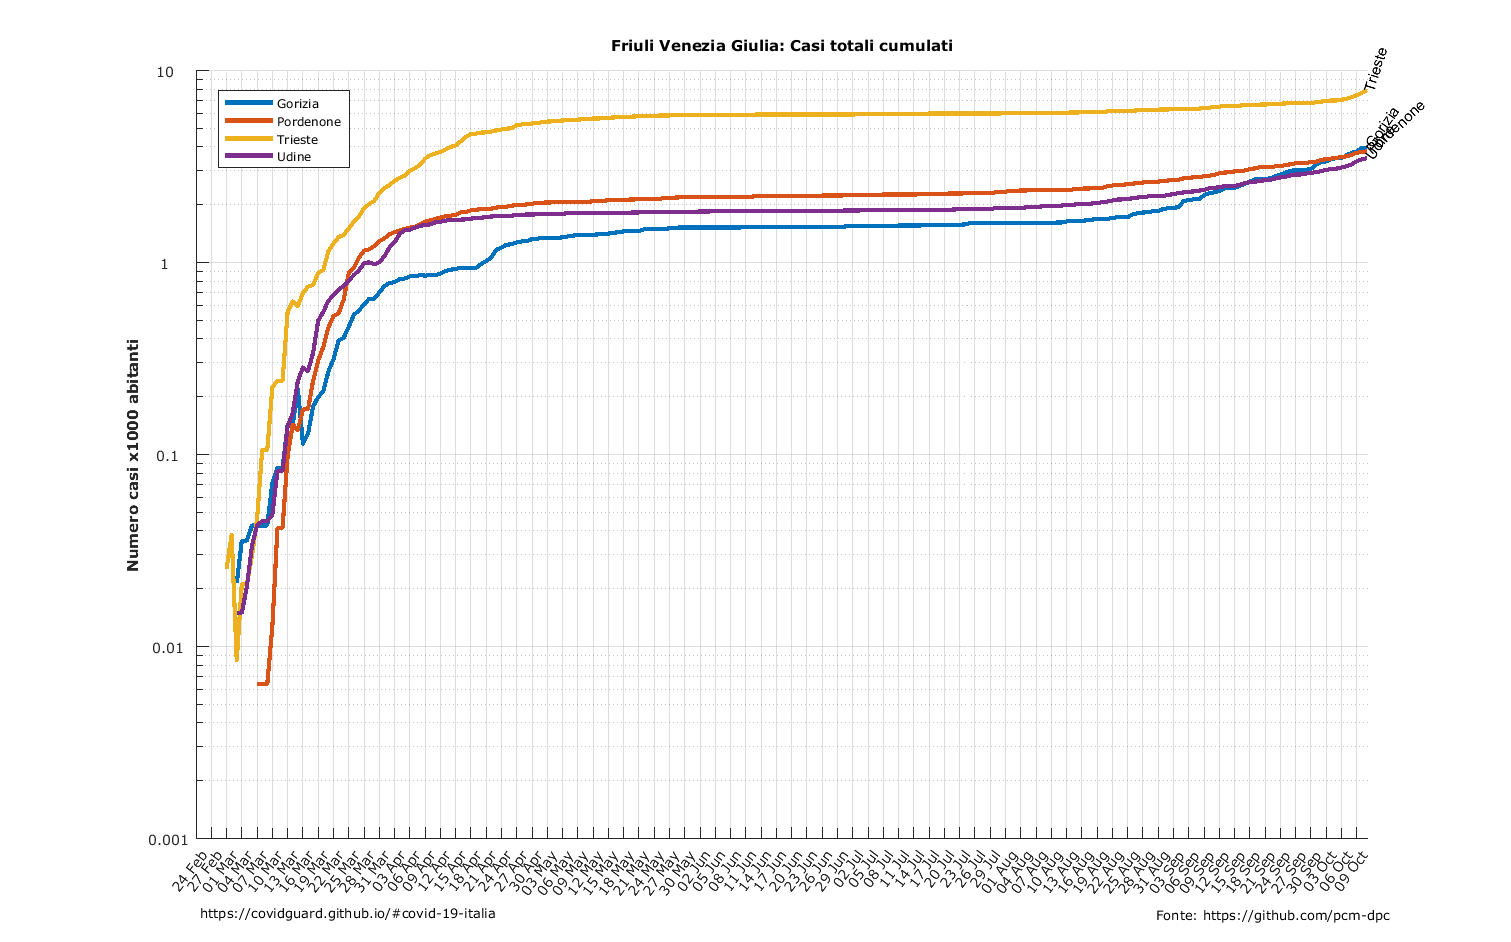 Friuli Venezia Giulia: Casi totali cumulati
Numero casi x1000 abitanti
10
1
0.1
0.01
0.001
Gorizia
Pordenone
Trieste
Udine
Trieste
Gorizia
Pordenone
Udine
24 Feb
27 Feb
01 Mar
04 Mar
07 Mar
10 Mar
13 Mar
16 Mar
19 Mar
22 Mar
25 Mar
28 Mar
31 Mar
03 Apr
06 Apr
09 Apr
12 Apr
15 Apr
18 Apr
21 Apr
24 Apr
27 Apr
30 Apr
03 May
06 May
09 May
12 May
15 May
18 May
21 May
24 May
27 May
30 May
02 Jun
05 Jun
08 Jun
11 Jun
14 Jun
17 Jun
20 Jun
23 Jun
26 Jun
29 Jun
02 Jul
05 Jul
08 Jul
11 Jul
14 Jul
17 Jul
20 Jul
23 Jul
26 Jul
29 Jul
01 Aug
04 Aug
07 Aug
10 Aug
13 Aug
16 Aug
19 Aug
22 Aug
25 Aug
28 Aug
31 Aug
03 Sep
06 Sep
09 Sep
12 Sep
15 Sep
18 Sep
21 Sep
24 Sep
27 Sep
30 Sep
03 Oct
06 Oct
09 Oct
https://covidguard.github.io/#covid-19-italia
Fonte: https://github.com/pcm-dpc